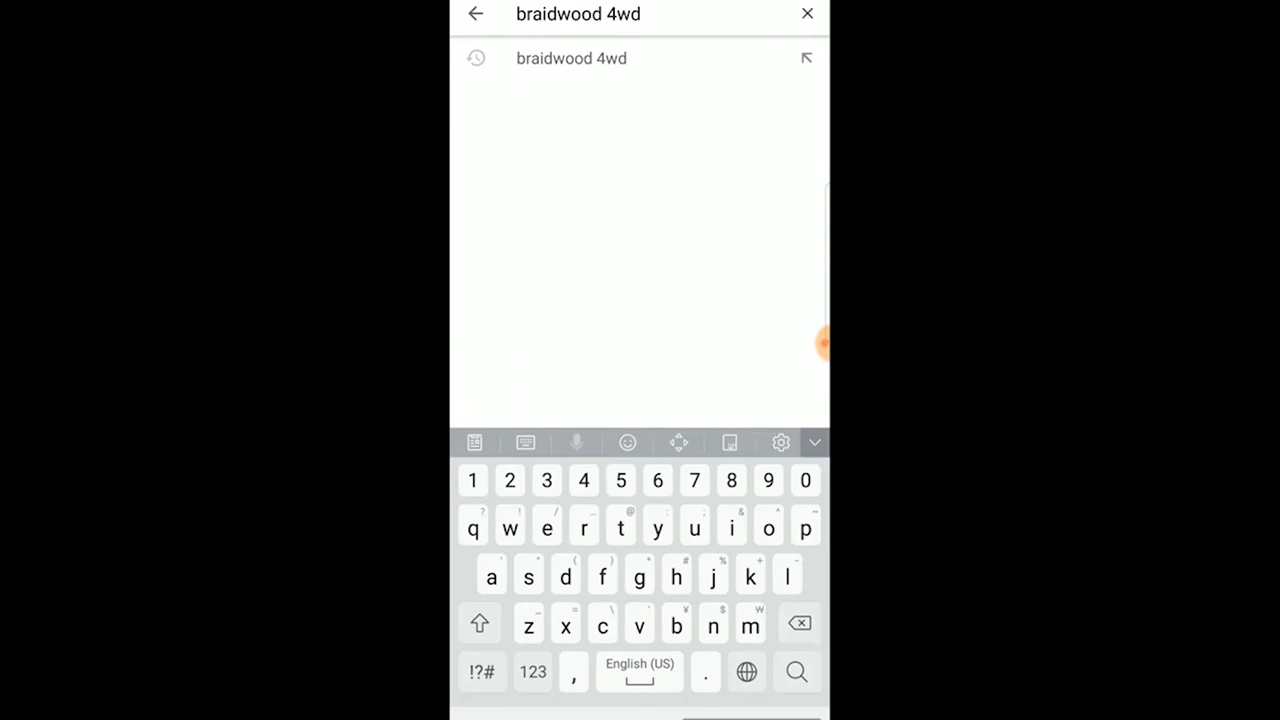 braidwood 4wd
braidwood 4wd
1 2 3 4 5 6 7 8 9 0
q w e r t y u i o p
a s d f g h j k l
z x c v b n m
!?# 123 , English (US) .